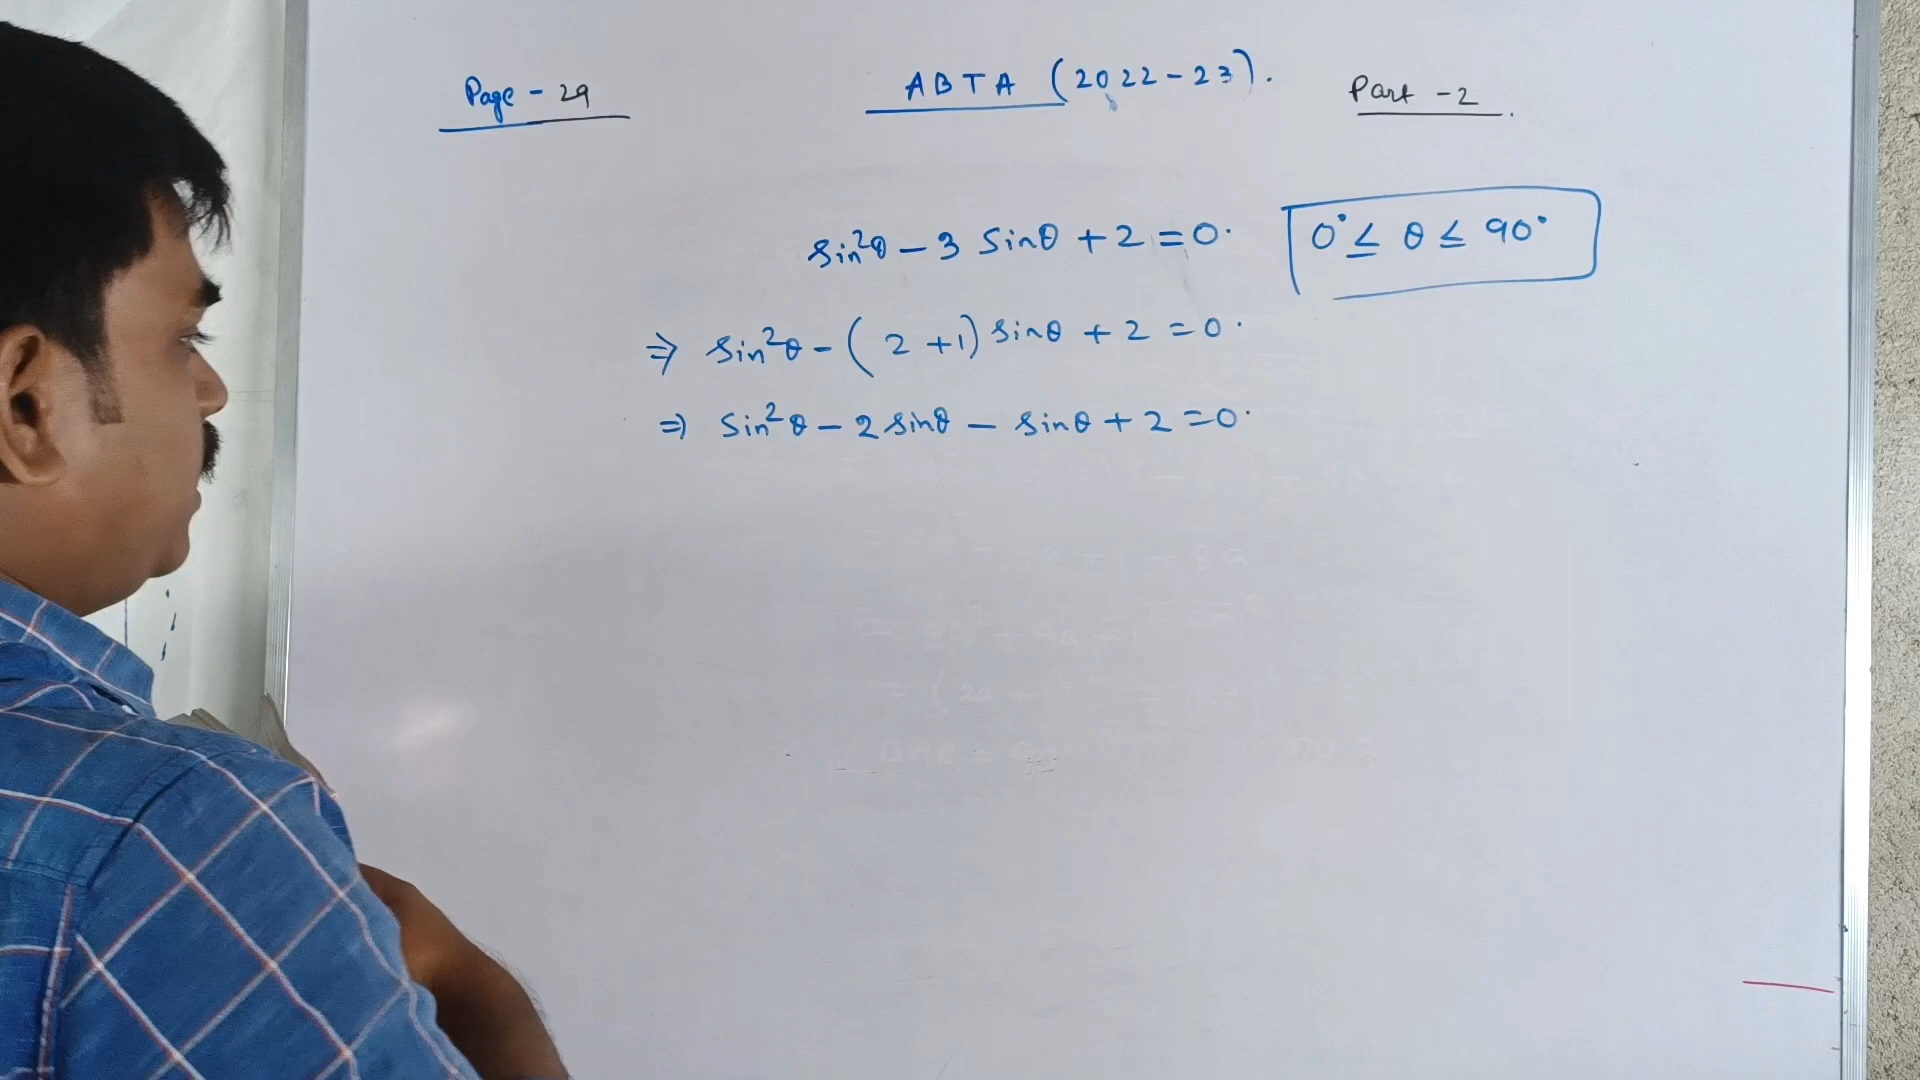 Page - 29
ABTA (2022-23).
Part - 2
sin²θ - 3 sinθ + 2 = 0. 0° ≤ θ ≤ 90°
⇒ sin²θ - (2 + 1) sinθ + 2 = 0.
⇒ sin²θ - 2 sinθ - sinθ + 2 = 0.